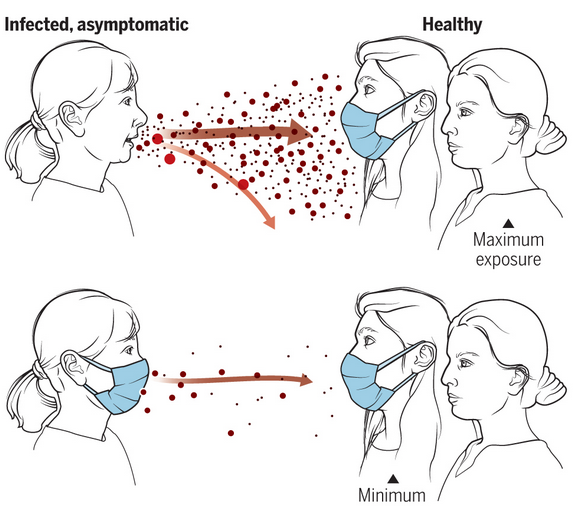 Infected, asymptomatic
Healthy
Maximum
exposure
Minimum